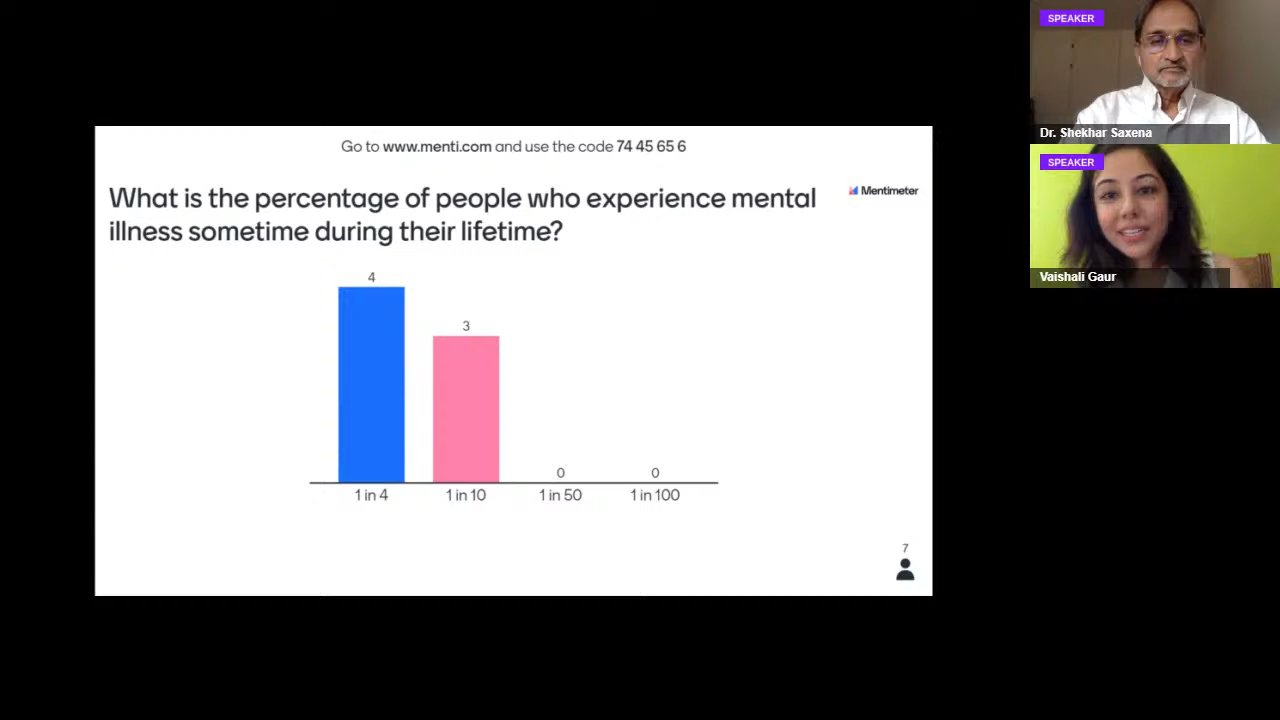 Go to www.menti.com and use the code 74 45 65 6
What is the percentage of people who experience mental
illness sometime during their lifetime?
Mentimeter
4
3
0
0
1 in 4
1 in 10
1 in 50
1 in 100
7
SPEAKER
Dr. Shekhar Saxena
SPEAKER
Vaishali Gaur